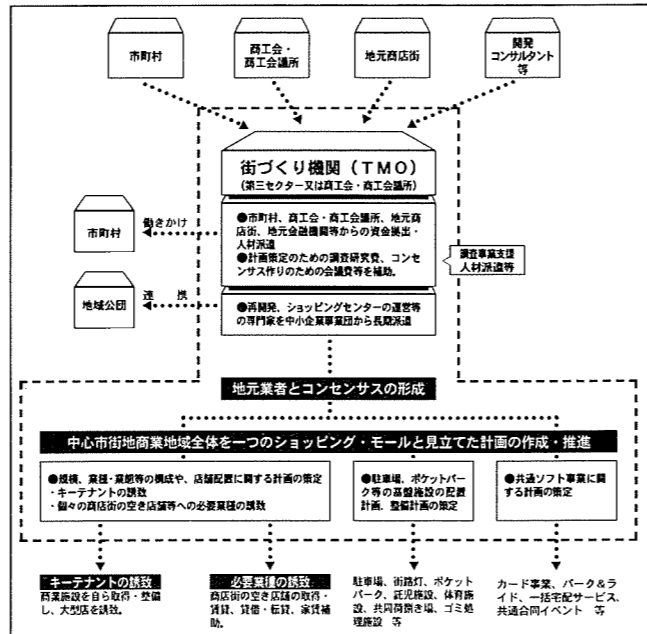 市町村
商工会・
商工会議所
地元商店街
開発
コンサルタント
等
街づくり機関（ＴＭＯ）
(第三セクター又は商工会・商工会議所)
●市町村、商工会・商工会議所、地元商
店街、地元金融機関等からの資金拠出・
人材派遣
●計画策定のための調査研究費、コンセ
ンサス作りのための会議費等を補助。
働きかけ
市町村
調査事業支援
人材派遣等
連 携
地域公団
●再開発、ショッピングセンターの運営等
の専門家を中小企業事業団から長期派遣
地元業者とコンセンサスの形成
中心市街地商業地域全体を一つのショッピング・モールと見立てた計画の作成・推進
●規模、業種・業態等の構成や、店舗配置に関する計画の策定
・キーテナントの誘致
・個々の商店街の空き店舗等への必要業種の誘致
●駐車場、ポケットパー
ク等の基盤施設の配置
計画、整備計画の策定
●共通ソフト事業に関
する計画の策定
キーテナントの誘致
商業施設を自ら取得・整備
し、大型店を誘致。
必要業種の誘致
商店街の空き店舗の取得・
賃貸、賃借・転貸、家賃補
助。
駐車場、街路灯、ポケット
パーク、託児施設、体育施
設、共同荷捌き場、ゴミ処
理施設 等
カード事業、パーク＆ラ
イド、一括宅配サービス、
共通合同イベント 等